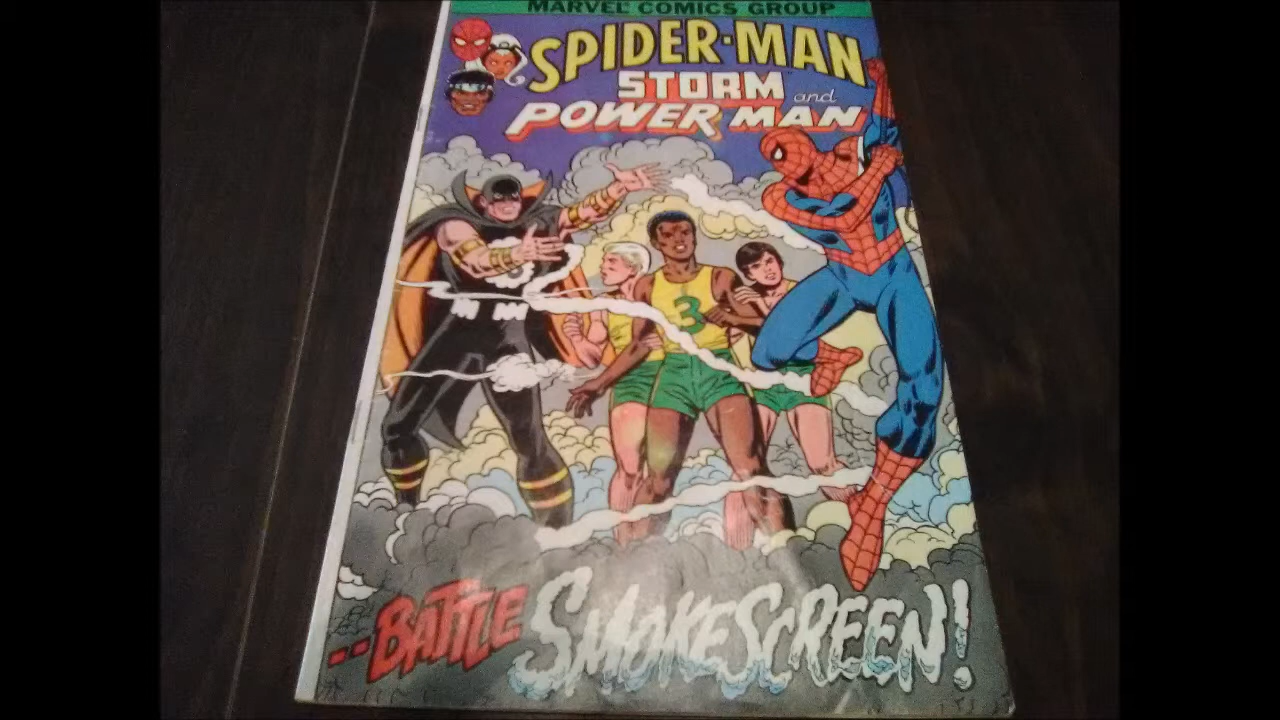 MARVEL COMICS GROUP
SPIDER-MAN
STORM and
POWER MAN
3
--BATTLE SMOKESCREEN!